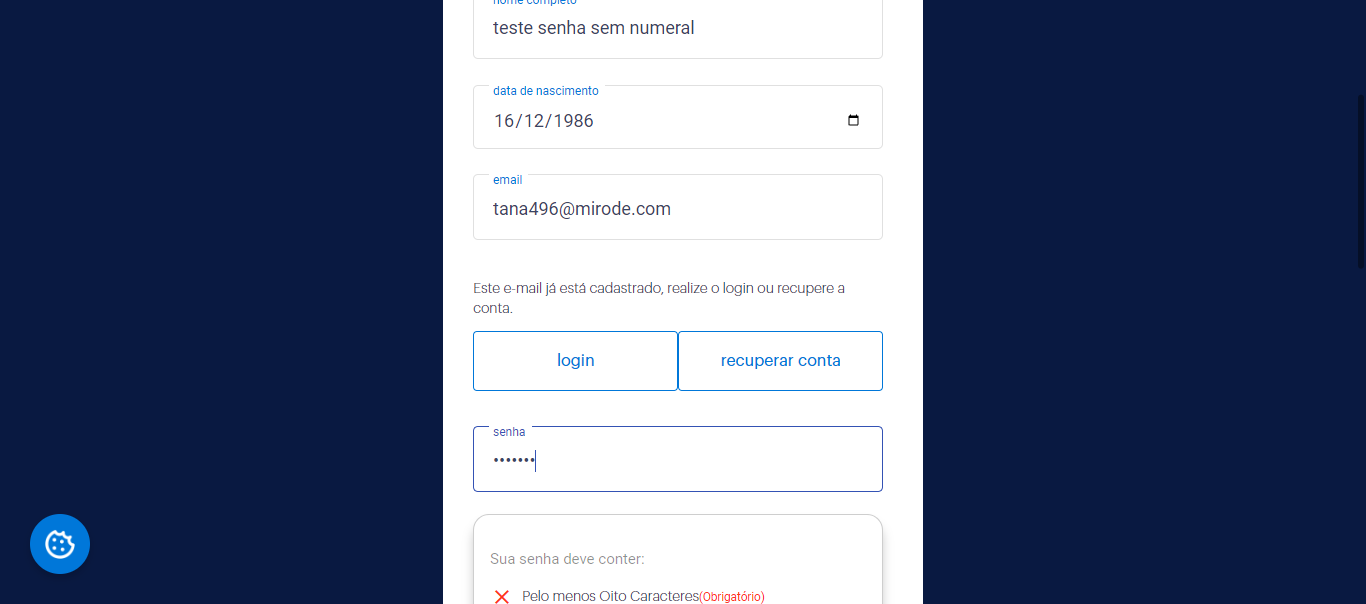 nome completo
teste senha sem numeral
data de nascimento
16/12/1986
email
tana496@mirode.com
Este e-mail já está cadastrado, realize o login ou recupere a
conta.
login
recuperar conta
senha
•••••••
Sua senha deve conter:
Pelo menos Oito Caracteres(Obrigatório)